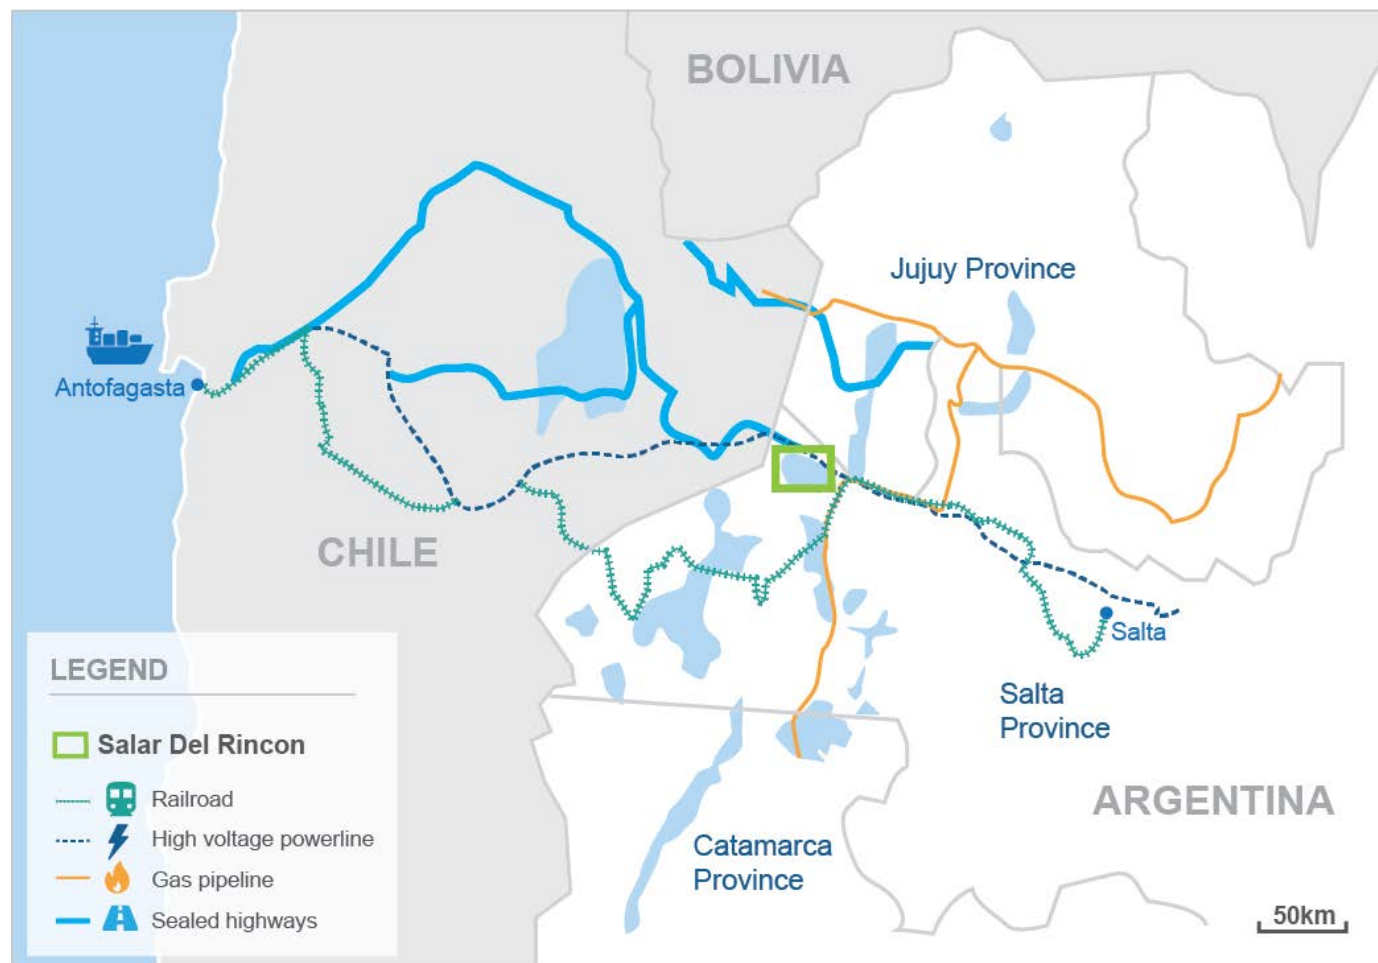 BOLIVIA
Jujuy Province
Antofagasta
CHILE
Salta
Salta
Province
ARGENTINA
Catamarca
Province
50km
LEGEND
Salar Del Rincon
Railroad
High voltage powerline
Gas pipeline
Sealed highways